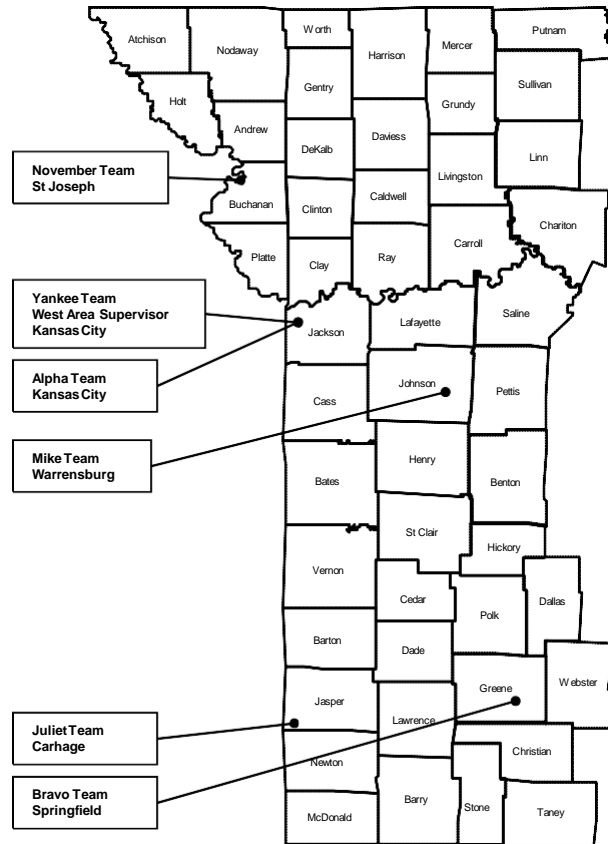 Atchison
Nodaway
Worth
Harrison
Mercer
Putnam
Holt
Gentry
Grundy
Sullivan
Andrew
DeKalb
Daviess
Livingston
Linn
November Team
St Joseph
Buchanan
Clinton
Caldwell
Chariton
Platte
Clay
Ray
Carroll
Yankee Team
West Area Supervisor
Kansas City
Jackson
Lafayette
Saline
Alpha Team
Kansas City
Cass
Johnson
Pettis
Mike Team
Warrensburg
Henry
Bates
Benton
St Clair
Hickory
Vernon
Cedar
Polk
Dallas
Barton
Dade
Webster
Juliet Team
Carhage
Jasper
Lawrence
Greene
Bravo Team
Springfield
Newton
Christian
McDonald
Barry
Stone
Taney